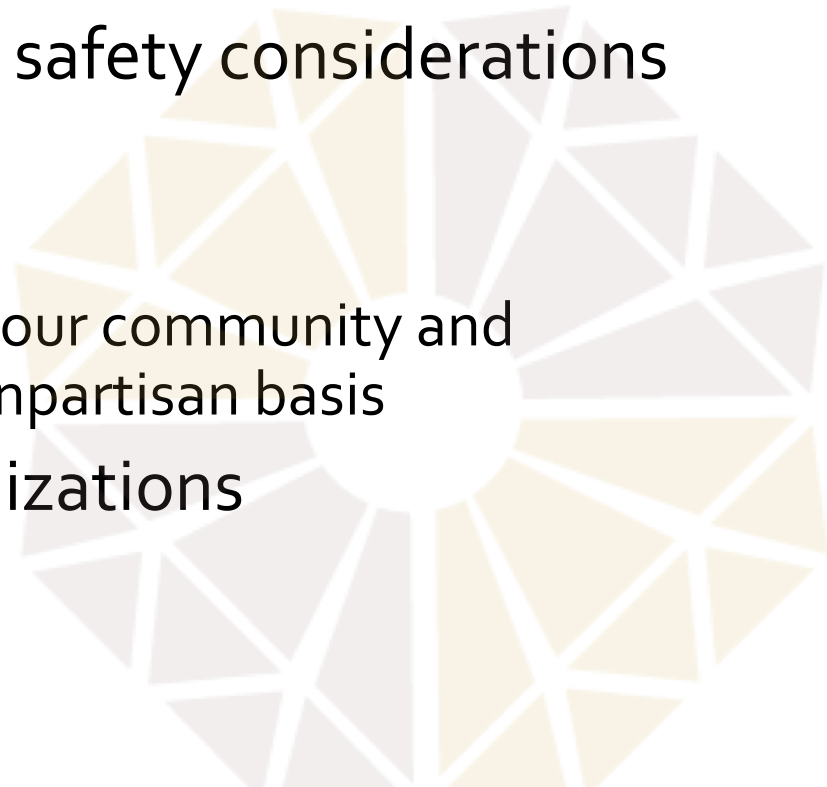 safety considerations
our community and
npartisan basis
izations